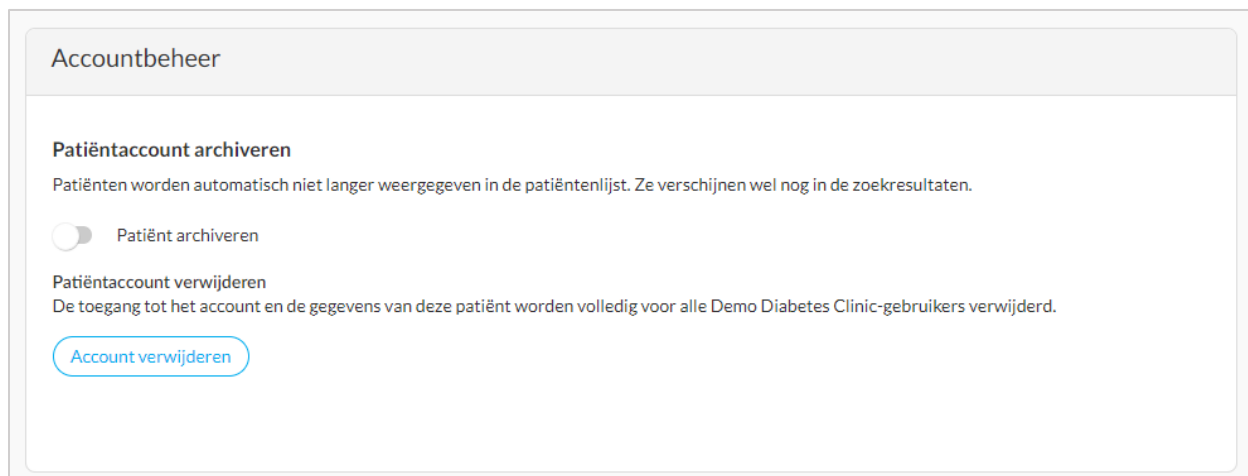 Accountbeheer
Patiëntaccount archiveren
Patiënten worden automatisch niet langer weergegeven in de patiëntenlijst. Ze verschijnen wel nog in de zoekresultaten.
Patiënt archiveren
Patiëntaccount verwijderen
De toegang tot het account en de gegevens van deze patiënt worden volledig voor alle Demo Diabetes Clinic-gebruikers verwijderd.
Account verwijderen